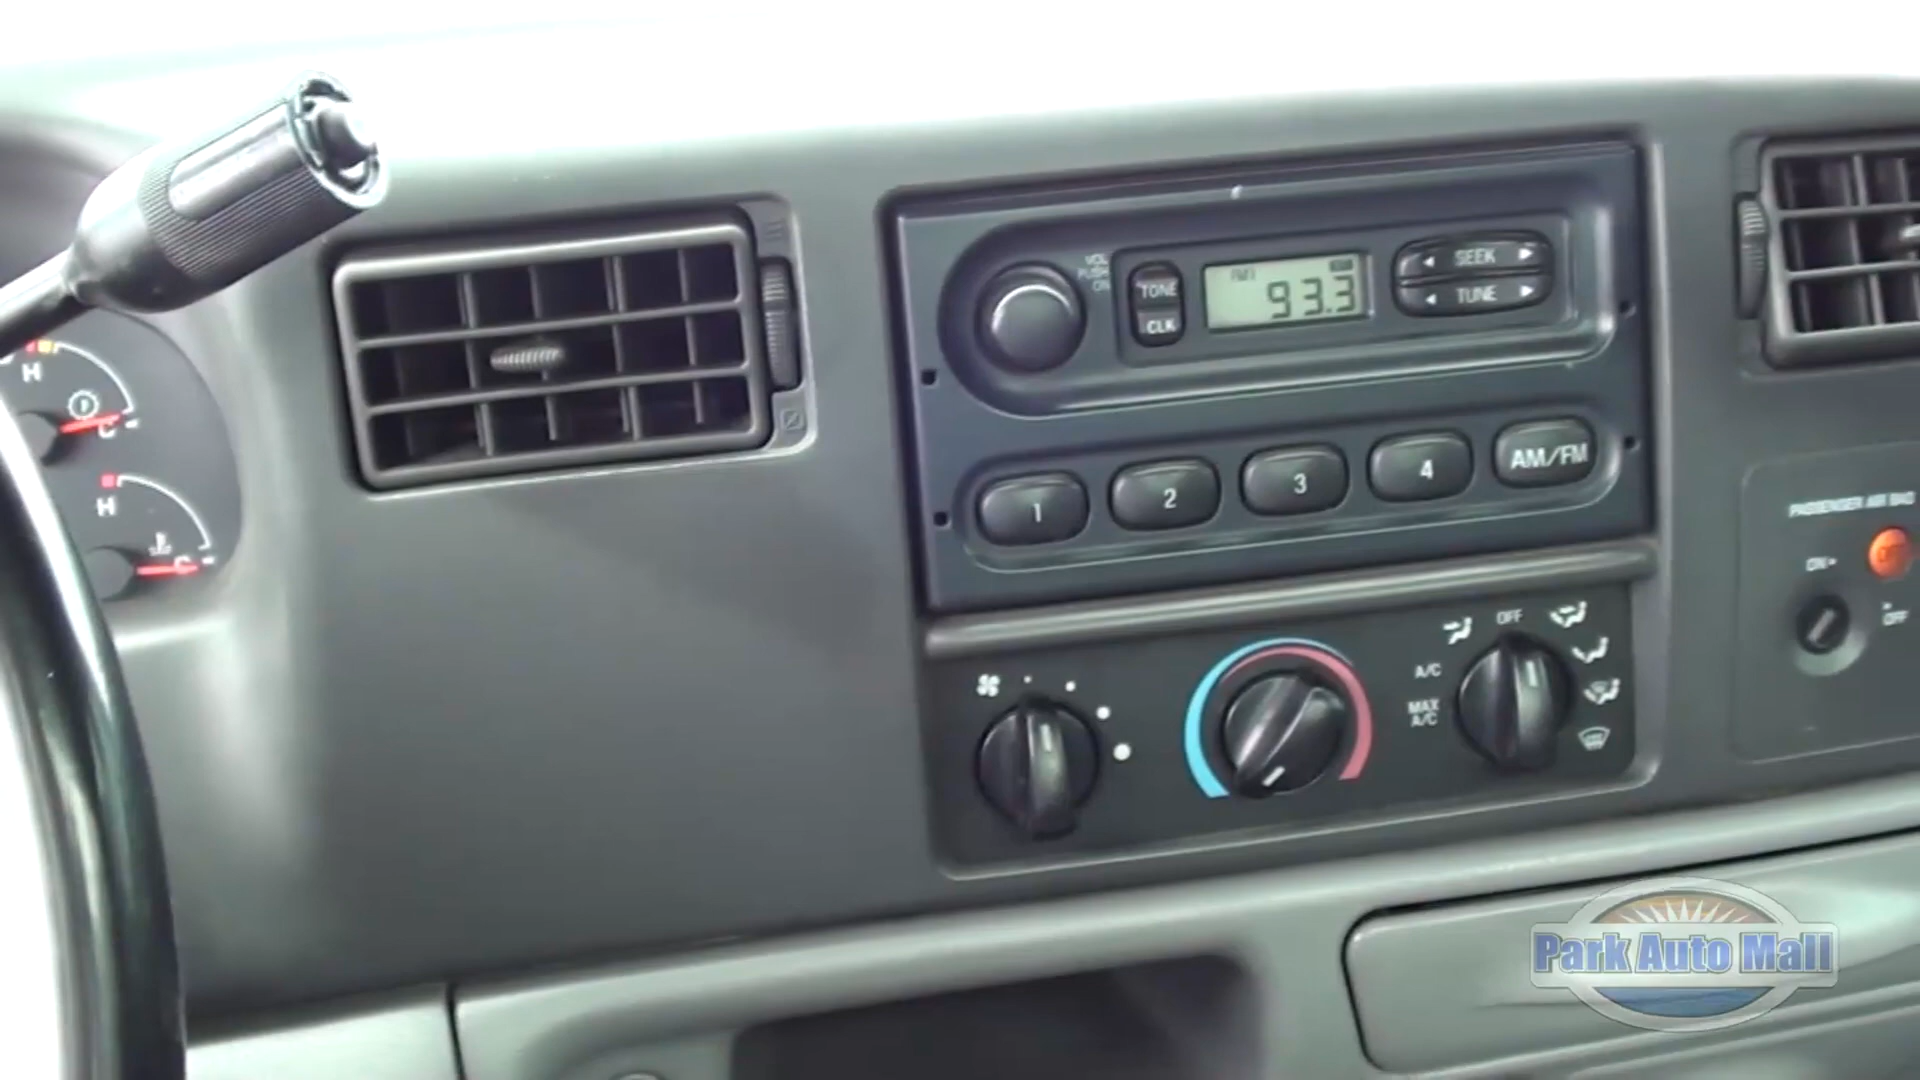 VOL
PUSH
ON
TONE
CLK
FM1
93.3
SEEK
TUNE
1
2
3
4
AM/FM
H
C
H
C
PASSENGER AIR BAG
ON
OFF
OFF
A/C
MAX
A/C
Park Auto Mall